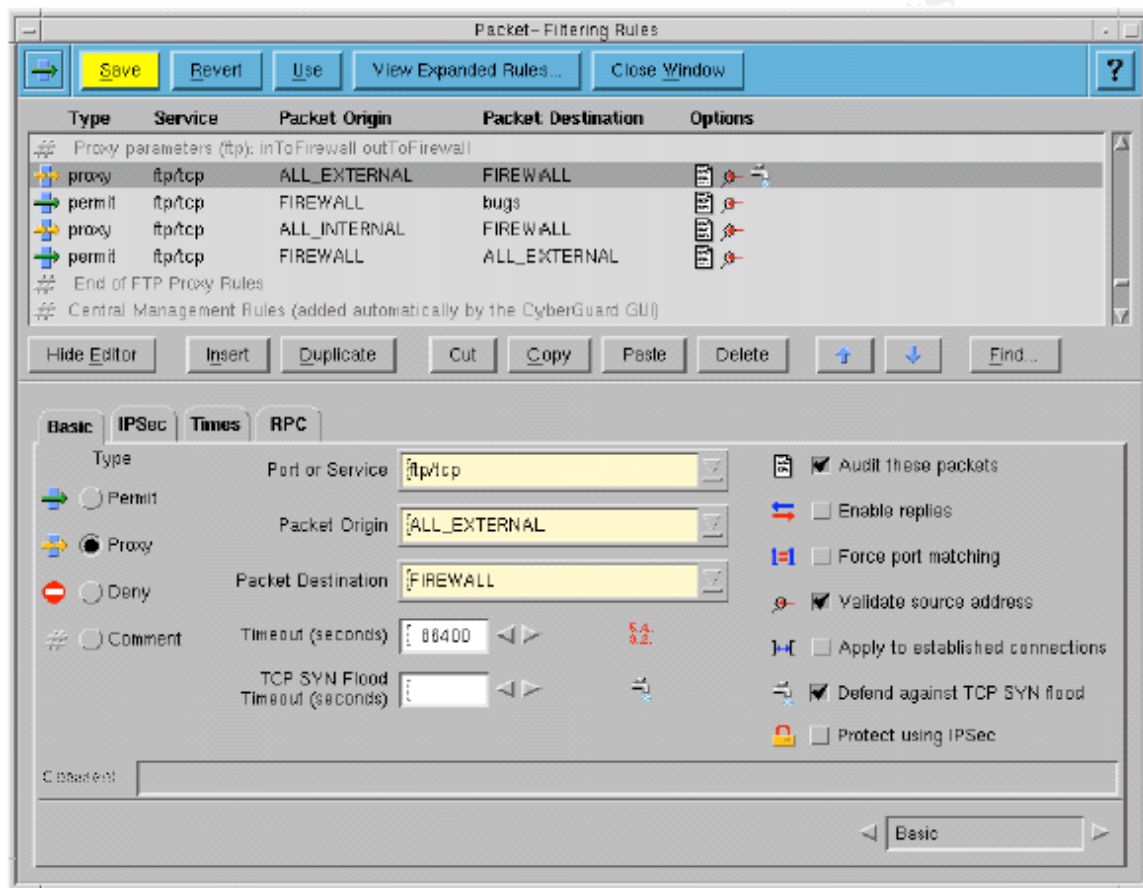 Packet-Filtering Rules
Save Revert Use View Expanded Rules... Close Window ?
Type Service Packet Origin Packet Destination Options
# Proxy parameters (ftp): inToFirewall outToFirewall
proxy ftp/tcp ALL_EXTERNAL FIREWALL
permit ftp/tcp FIREWALL bugs
proxy ftp/tcp ALL_INTERNAL FIREWALL
permit ftp/tcp FIREWALL ALL_EXTERNAL
# End of FTP Proxy Rules
# Central Management Rules (added automatically by the CyberGuard GUI)
Hide Editor Insert Duplicate Cut Copy Paste Delete Find...
Basic IPSec Times RPC
Type
Permit
Proxy
Deny
# Comment
Port or Service ftp/tcp
Packet Origin ALL_EXTERNAL
Packet Destination FIREWALL
Timeout (seconds) 86400
TCP SYN Flood
Timeout (seconds)
Audit these packets
Enable replies
Force port matching
Validate source address
Apply to established connections
Defend against TCP SYN flood
Protect using IPSec
Comment
Basic